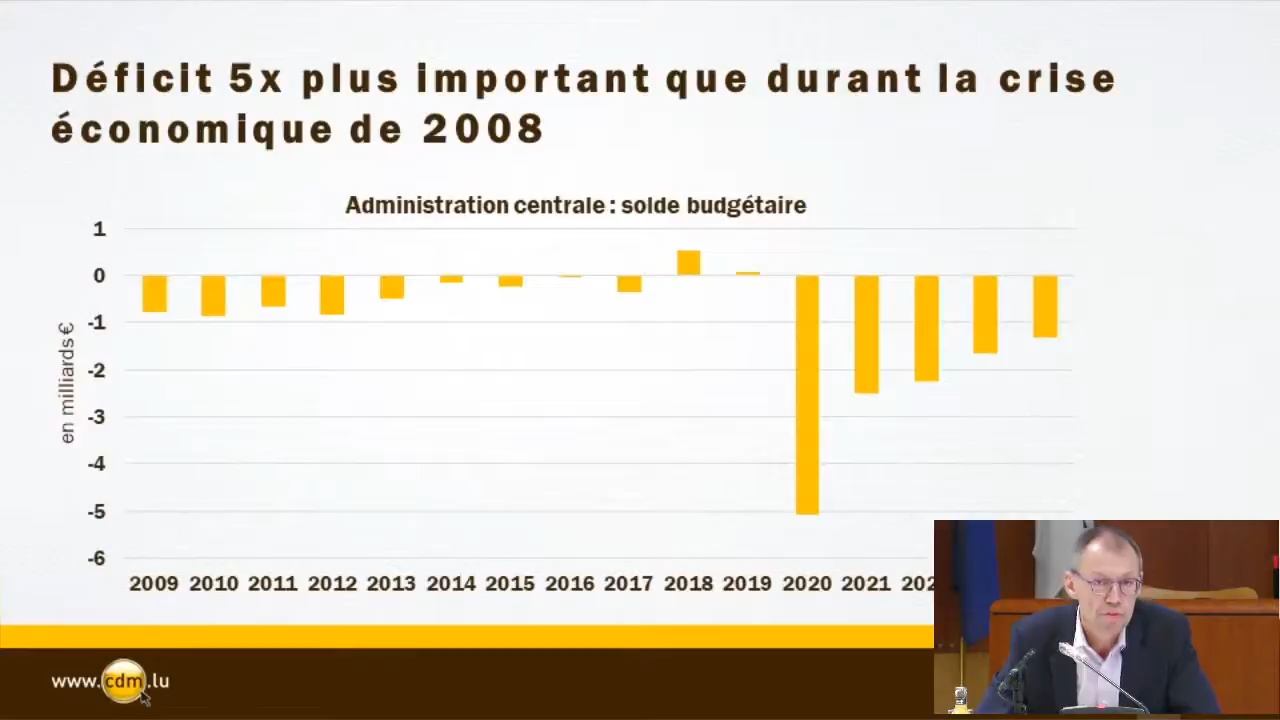 Déficit 5x plus important que durant la crise
économique de 2008
Administration centrale : solde budgétaire
en milliards €
1
0
-1
-2
-3
-4
-5
-6
2009 2010 2011 2012 2013 2014 2015 2016 2017 2018 2019 2020 2021
www.cdm.lu